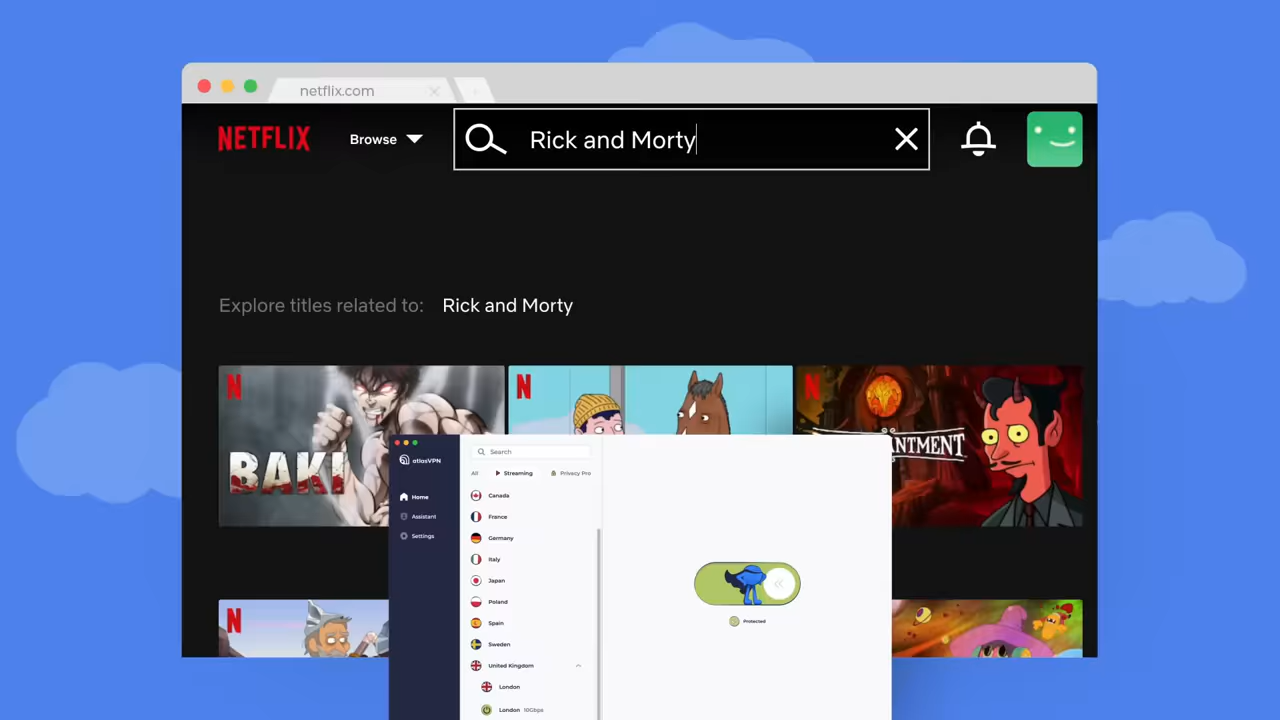 netflix.com
NETFLIX
Browse
Rick and Morty
Explore titles related to: Rick and Morty
N
BAKI
N
N
N
atlasVPN
Home
Assistant
Settings
Search
All
Streaming
Privacy Pro
Canada
France
Germany
Italy
Japan
Poland
Spain
Sweden
United Kingdom
London
London 10Gbps
Protected